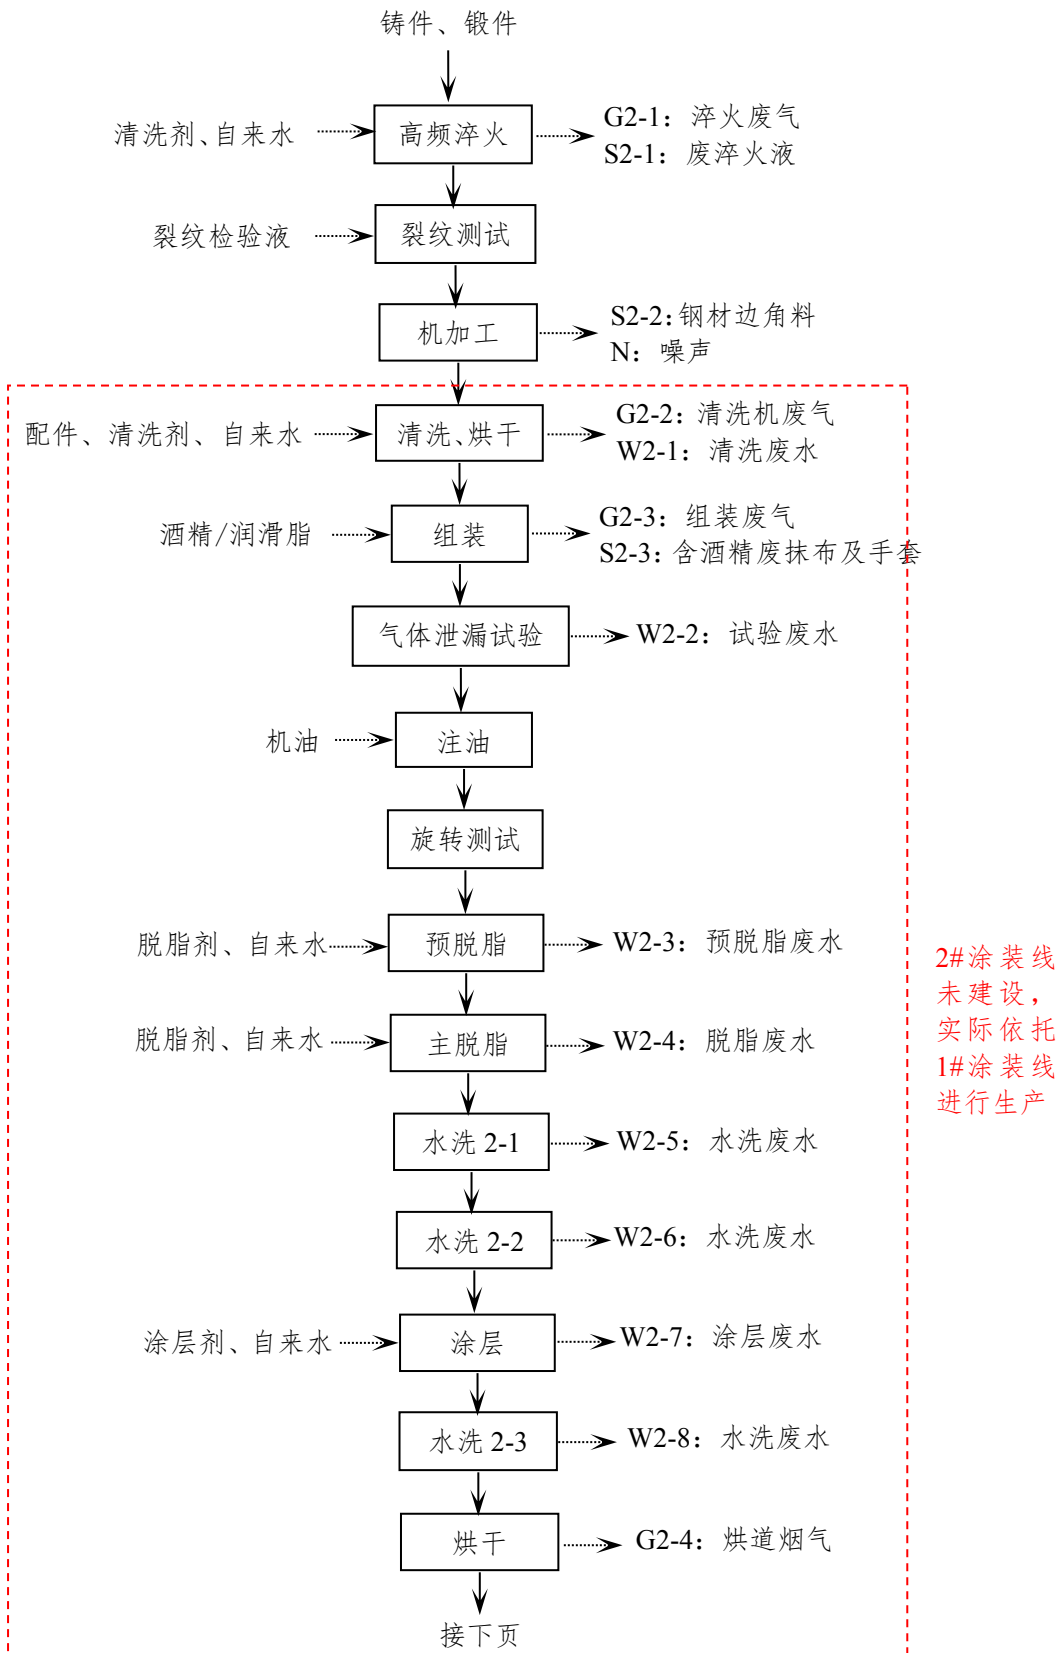 铸件、锻件
清洗剂、自来水
高频淬火
G2-1：淬火废气
S2-1：废淬火液
裂纹检验液
裂纹测试
机加工
S2-2：钢材边角料
N：噪声
配件、清洗剂、自来水
清洗、烘干
G2-2：清洗机废气
W2-1：清洗废水
酒精/润滑脂
组装
G2-3：组装废气
S2-3：含酒精废抹布及手套
气体泄漏试验
W2-2：试验废水
机油
注油
旋转测试
脱脂剂、自来水
预脱脂
W2-3：预脱脂废水
2#涂装线
未建设，
实际依托
1#涂装线
进行生产
脱脂剂、自来水
主脱脂
W2-4：脱脂废水
水洗 2-1
W2-5：水洗废水
水洗 2-2
W2-6：水洗废水
涂层剂、自来水
涂层
W2-7：涂层废水
水洗 2-3
W2-8：水洗废水
烘干
G2-4：烘道烟气
接下页